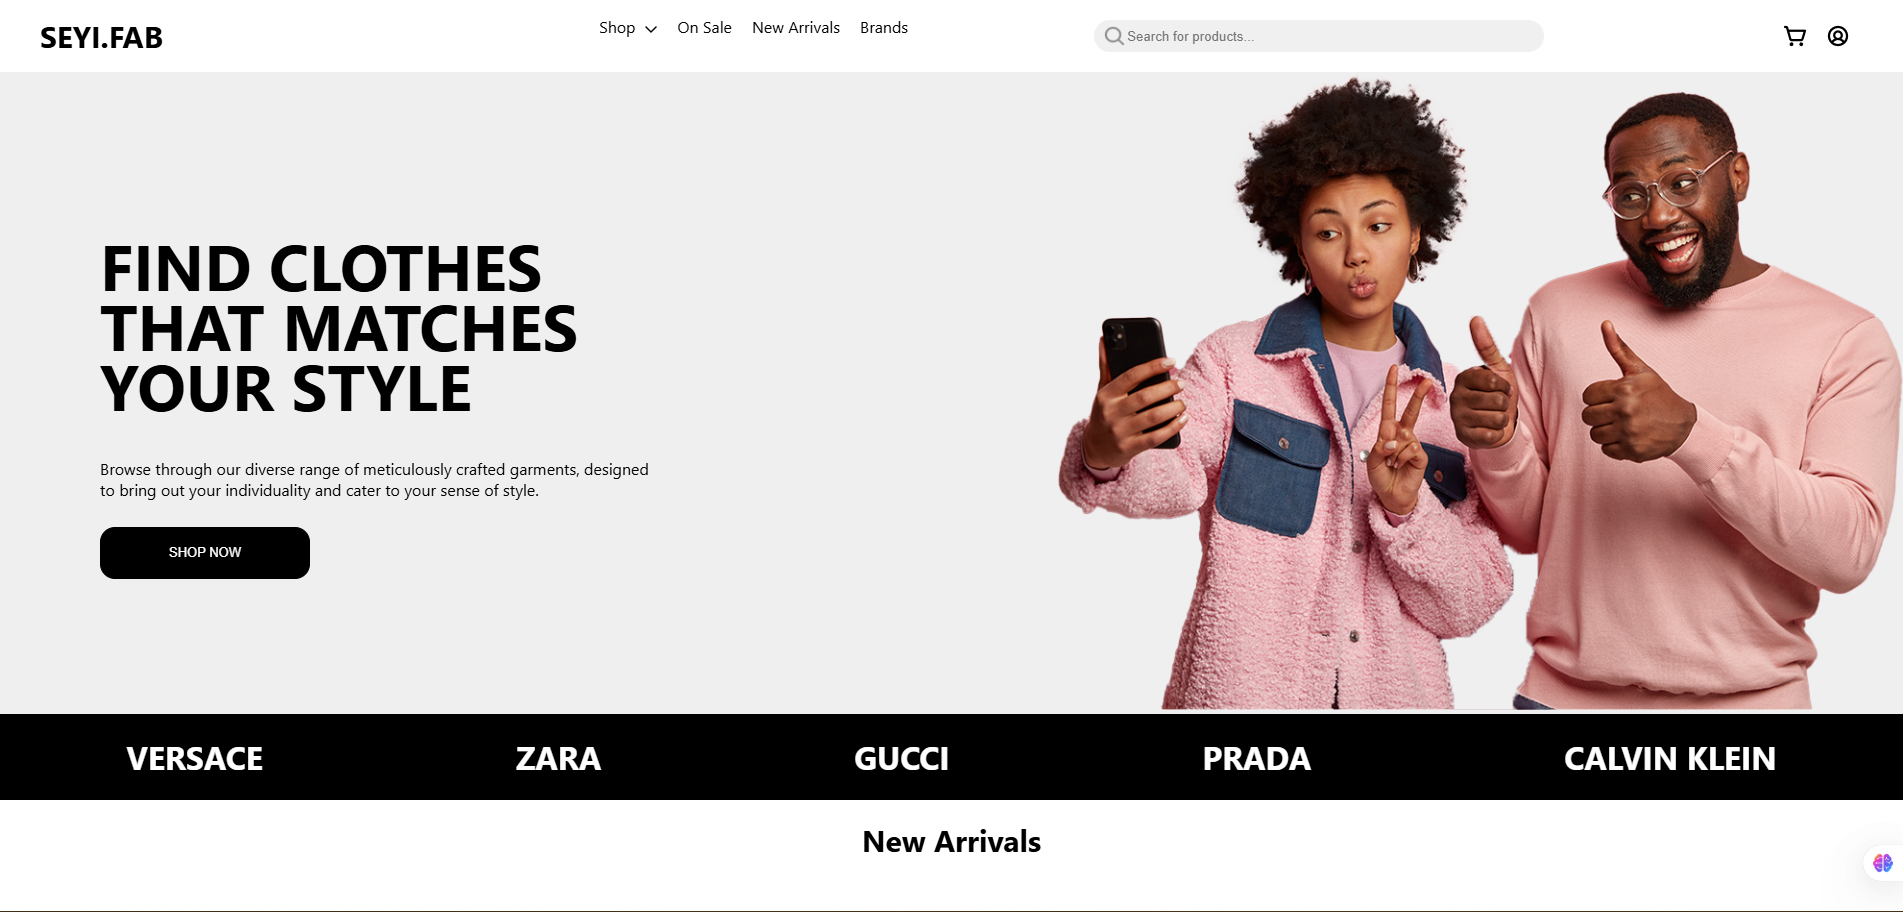 SEYI.FAB
Shop
On Sale
New Arrivals
Brands
Search for products...
FIND CLOTHES
THAT MATCHES
YOUR STYLE
Browse through our diverse range of meticulously crafted garments, designed
to bring out your individuality and cater to your sense of style.
SHOP NOW
VERSACE
ZARA
GUCCI
PRADA
CALVIN KLEIN
New Arrivals